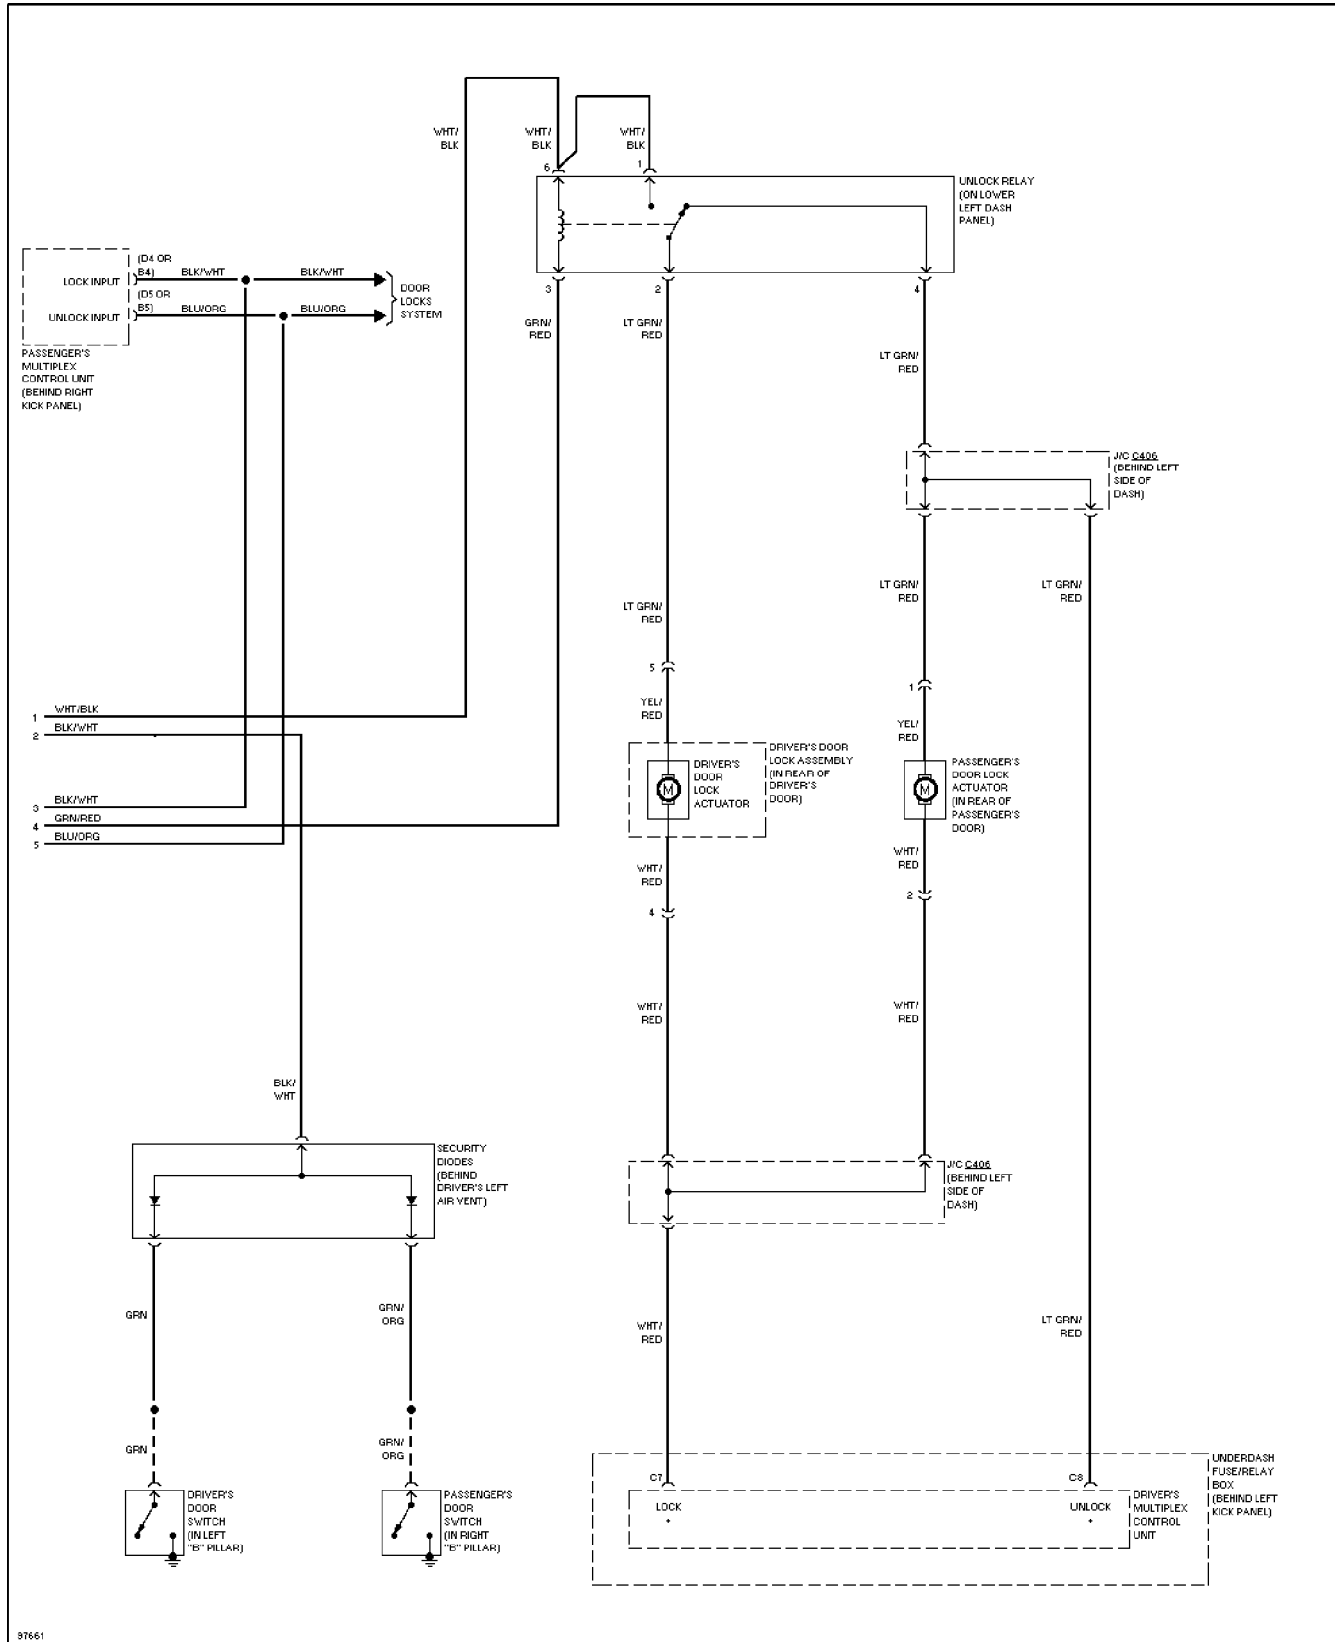 WHT/
BLK
WHT/
BLK
WHT/
BLK
6
1
UNLOCK RELAY
(ON LOWER
LEFT DASH
PANEL)
(D4 OR
B4)
BLK/WHT
BLK/WHT
LOCK INPUT
(D5 OR
B5)
BLU/ORG
BLU/ORG
UNLOCK INPUT
DOOR
LOCKS
SYSTEM
PASSENGER'S
MULTIPLEX
CONTROL UNIT
(BEHIND RIGHT
KICK PANEL)
3
2
4
GRN/
RED
LT GRN/
RED
LT GRN/
RED
J/C C406
(BEHIND LEFT
SIDE OF
DASH)
LT GRN/
RED
LT GRN/
RED
LT GRN/
RED
5
1
YEL/
RED
YEL/
RED
1 WHT/BLK
2 BLK/WHT
3 BLK/WHT
4 GRN/RED
5 BLU/ORG
DRIVER'S
DOOR
LOCK
ACTUATOR
M
DRIVER'S DOOR
LOCK ASSEMBLY
(IN REAR OF
DRIVER'S
DOOR)
M
PASSENGER'S
DOOR LOCK
ACTUATOR
(IN REAR OF
PASSENGER'S
DOOR)
WHT/
RED
WHT/
RED
4
2
WHT/
RED
WHT/
RED
BLK/
WHT
SECURITY
DIODES
(BEHIND
DRIVER'S LEFT
AIR VENT)
J/C C406
(BEHIND LEFT
SIDE OF
DASH)
GRN
GRN/
ORG
WHT/
RED
LT GRN/
RED
GRN
GRN/
ORG
C7
C8
LOCK
UNLOCK
DRIVER'S
MULTIPLEX
CONTROL
UNIT
UNDERDASH
FUSE/RELAY
BOX
(BEHIND LEFT
KICK PANEL)
DRIVER'S
DOOR
SWITCH
(IN LEFT
"B" PILLAR)
PASSENGER'S
DOOR
SWITCH
(IN RIGHT
"B" PILLAR)
97661